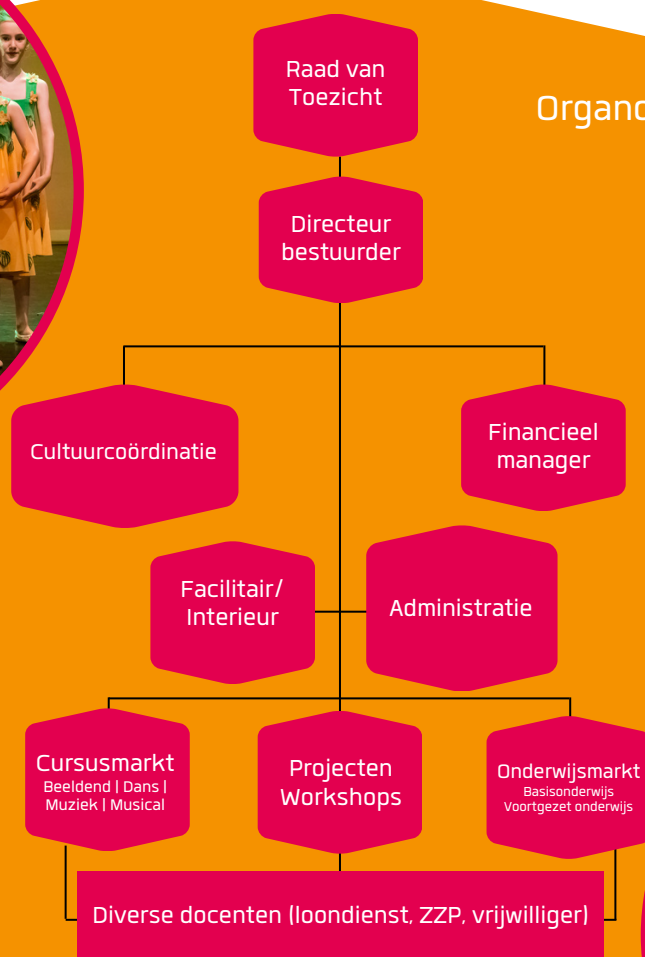 Raad van
Toezicht
Directeur
bestuurder
Cultuurcoördinatie
Financieel
manager
Facilitair/
Interieur
Administratie
Cursusmarkt
Beeldend | Dans |
Muziek | Musical
Projecten
Workshops
Onderwijsmarkt
Basisonderwijs
Voortgezet onderwijs
Diverse docenten (loondienst, ZZP, vrijwilliger)